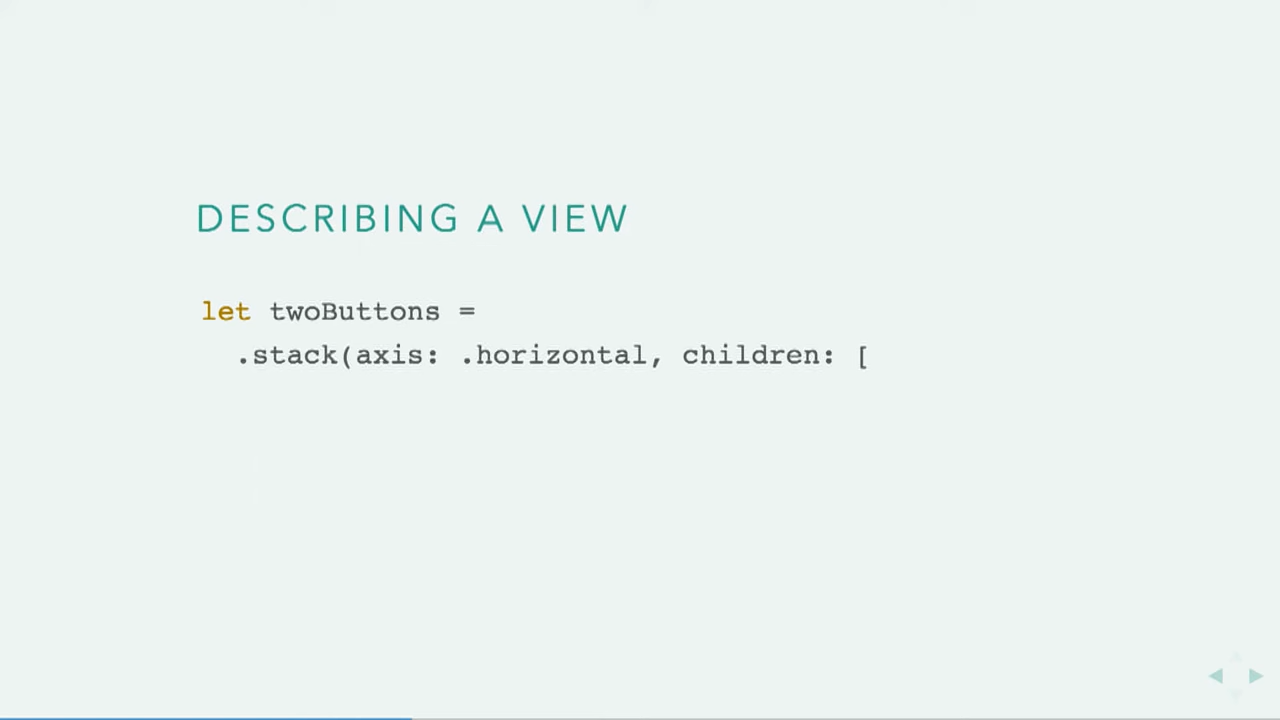 DESCRIBING A VIEW
let twoButtons =
.stack(axis: .horizontal, children: [